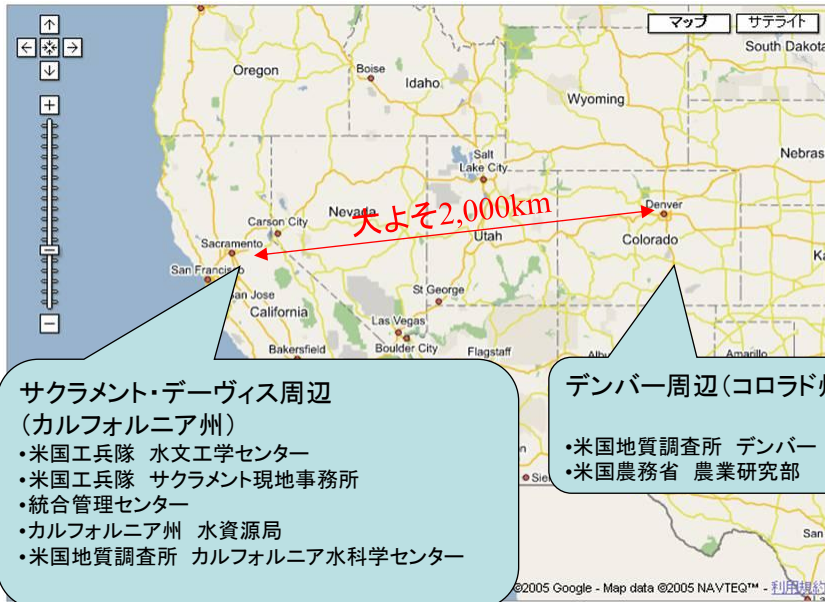 マップ
サテライト
South Dakota
Oregon
Boise
Idaho
Wyoming
Nebras
Salt
Lake City
Nevada
大よそ2,000km
Denver
Carson City
Utah
Colorado
Sacramento
San Francisco
St George
San Jose
California
Las Vegas
Bakersfield
Boulder City
Flagstaff
Amarillo
サクラメント・デーヴィス周辺
(カルフォルニア州)
・米国工兵隊 水文工学センター
・米国工兵隊 サクラメント現地事務所
・統合管理センター
・カルフォルニア州 水資源局
・米国地質調査所 カルフォルニア水科学センター
デンバー周辺(コロラド州
・米国地質調査所 デンバー
・米国農務省 農業研究部
San
©2005 Google - Map data ©2005 NAVTEQ™ - 利用規約